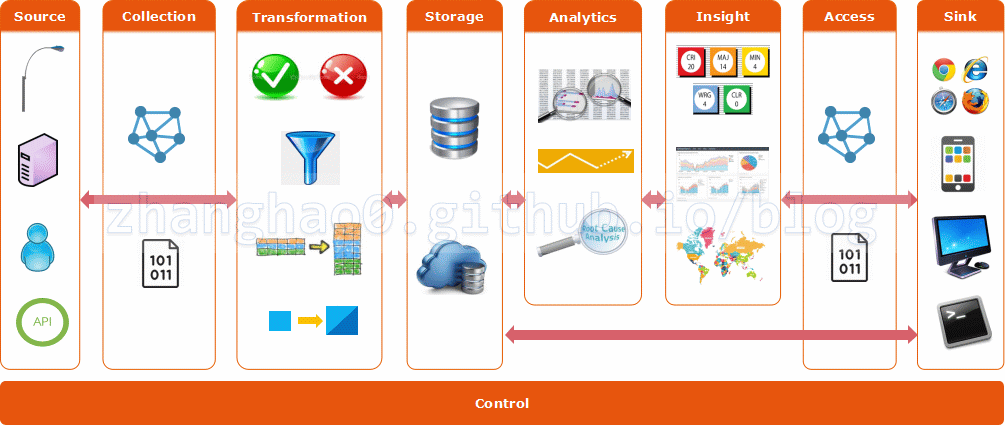 Source
Collection
Transformation
Storage
Analytics
Insight
Access
Sink
CRI
20
MAJ
14
MIN
4
WRG
4
CLR
0
zhanghao0.github.io/blog
Root Cause
Analysis
101
011
101
011
API
>_
Control